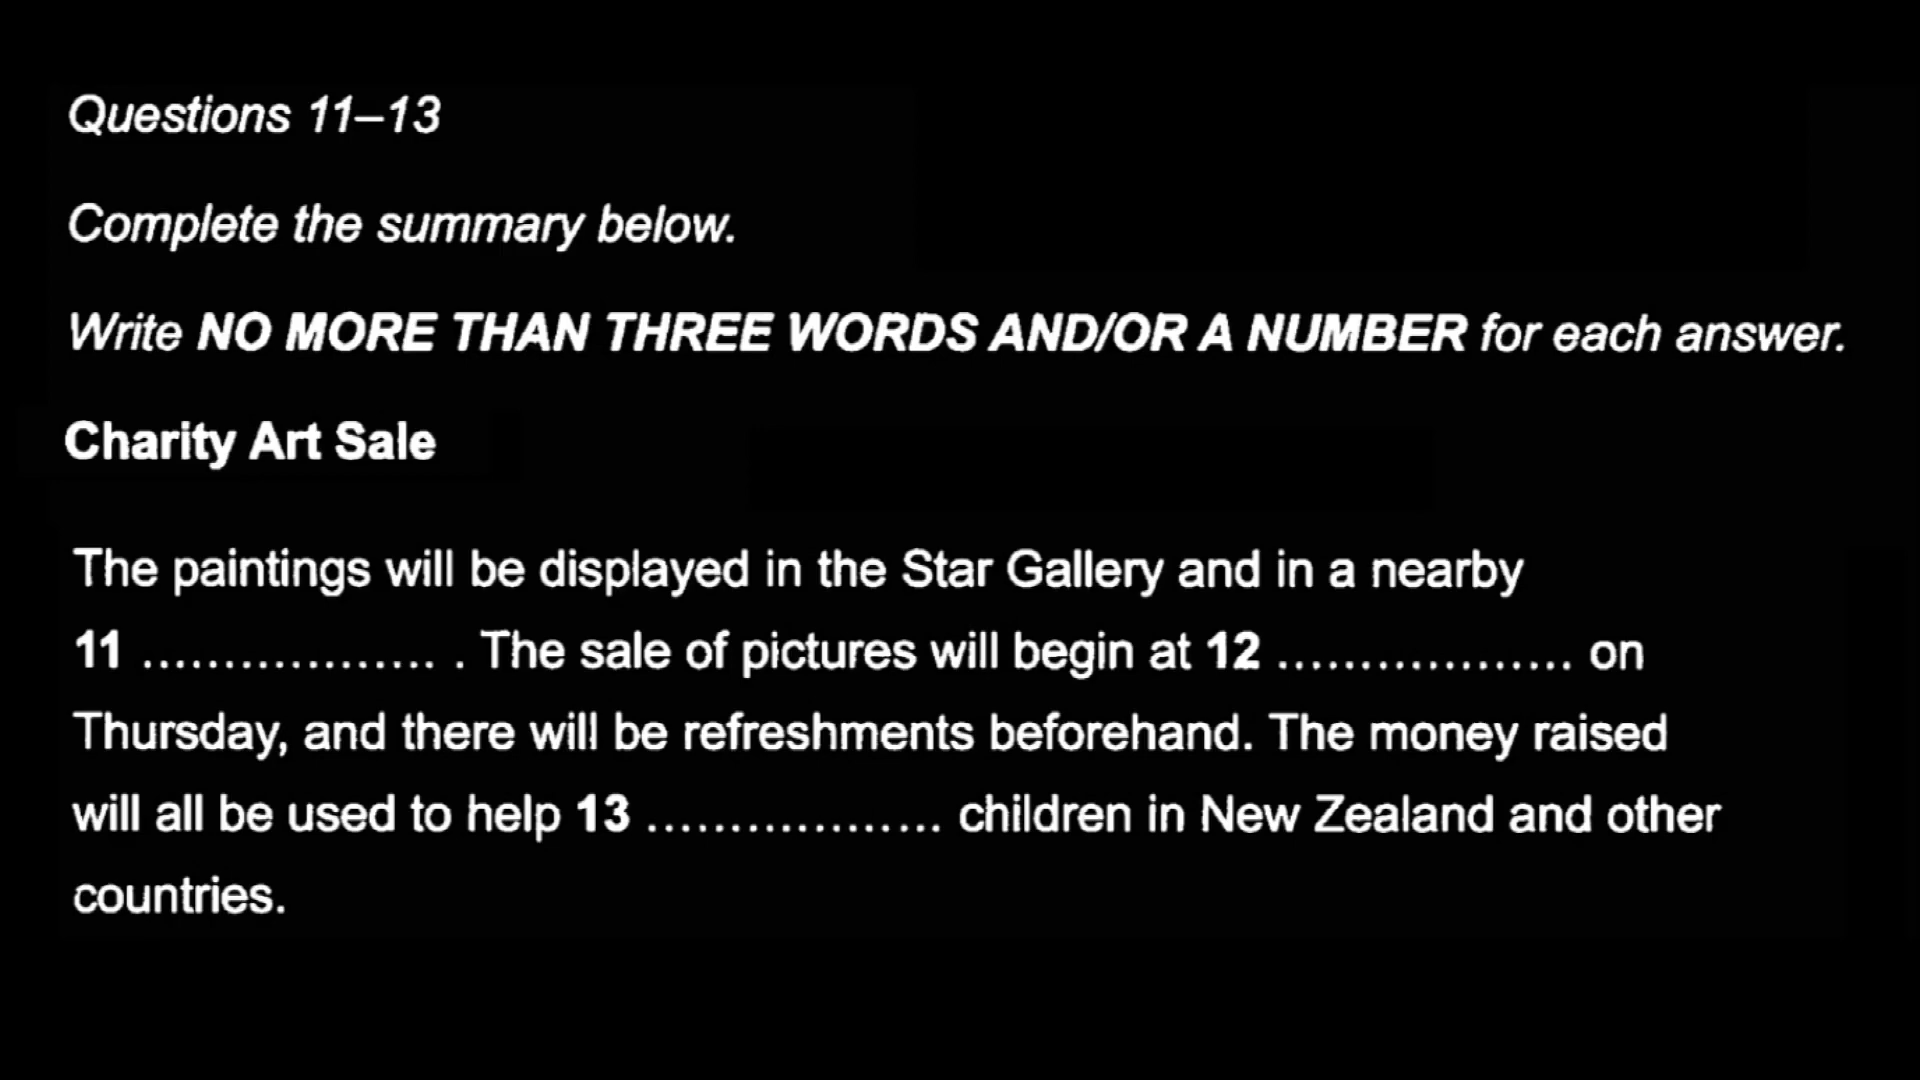 Questions 11–13
Complete the summary below.
Write NO MORE THAN THREE WORDS AND/OR A NUMBER for each answer.
Charity Art Sale
The paintings will be displayed in the Star Gallery and in a nearby
11 .................. . The sale of pictures will begin at 12 .................. on
Thursday, and there will be refreshments beforehand. The money raised
will all be used to help 13 .................. children in New Zealand and other
countries.